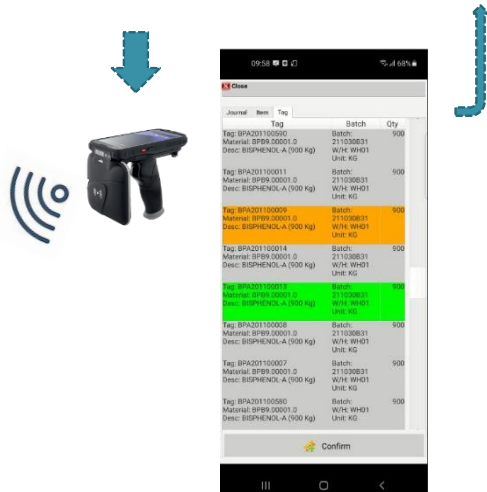 09:58
68%
X Close
Journal Item Tag
Tag Batch Qty
Tag: BPA201100590 Batch: 900
Material: BPB9.00001.0 211030B31
Desc: BISPHENOL-A (900 Kg) W/H: WH01
Unit: KG
Tag: BPA201100011 Batch: 900
Material: BPB9.00001.0 211030B31
Desc: BISPHENOL-A (900 Kg) W/H: WH01
Unit: KG
Tag: BPA201100009 Batch: 900
Material: BPB9.00001.0 211030B31
Desc: BISPHENOL-A (900 Kg) W/H: WH01
Unit: KG
Tag: BPA201100014 Batch: 900
Material: BPB9.00001.0 211030B31
Desc: BISPHENOL-A (900 Kg) W/H: WH01
Unit: KG
Tag: BPA201100013 Batch: 900
Material: BPB9.00001.0 211030B31
Desc: BISPHENOL-A (900 Kg) W/H: WH01
Unit: KG
Tag: BPA201100008 Batch: 900
Material: BPB9.00001.0 211030B31
Desc: BISPHENOL-A (900 Kg) W/H: WH01
Unit: KG
Tag: BPA201100007 Batch: 900
Material: BPB9.00001.0 211030B31
Desc: BISPHENOL-A (900 Kg) W/H: WH01
Unit: KG
Tag: BPA201100580 Batch: 900
Material: BPB9.00001.0 211030B31
Desc: BISPHENOL-A (900 Kg) W/H: WH01
Unit: KG
Confirm